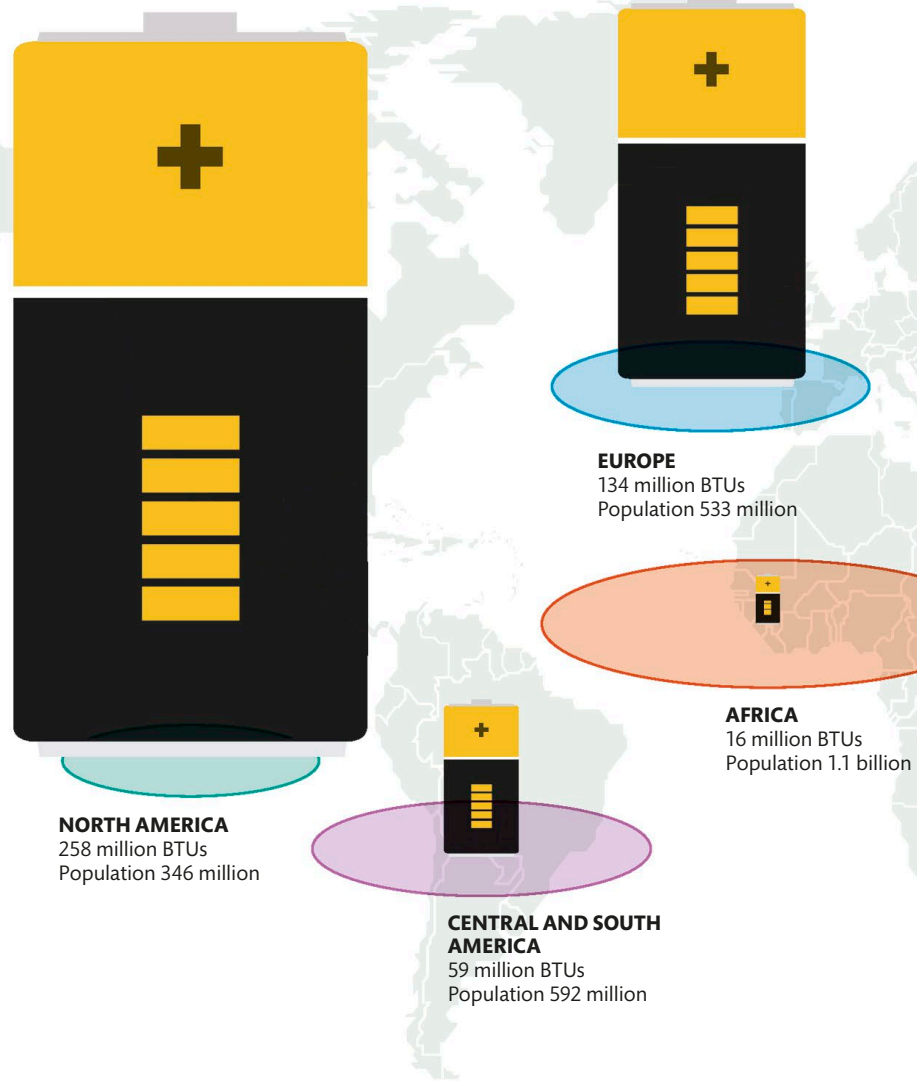 EUROPE
134 million BTUs
Population 533 million
AFRICA
16 million BTUs
Population 1.1 billion
NORTH AMERICA
258 million BTUs
Population 346 million
CENTRAL AND SOUTH
AMERICA
59 million BTUs
Population 592 million